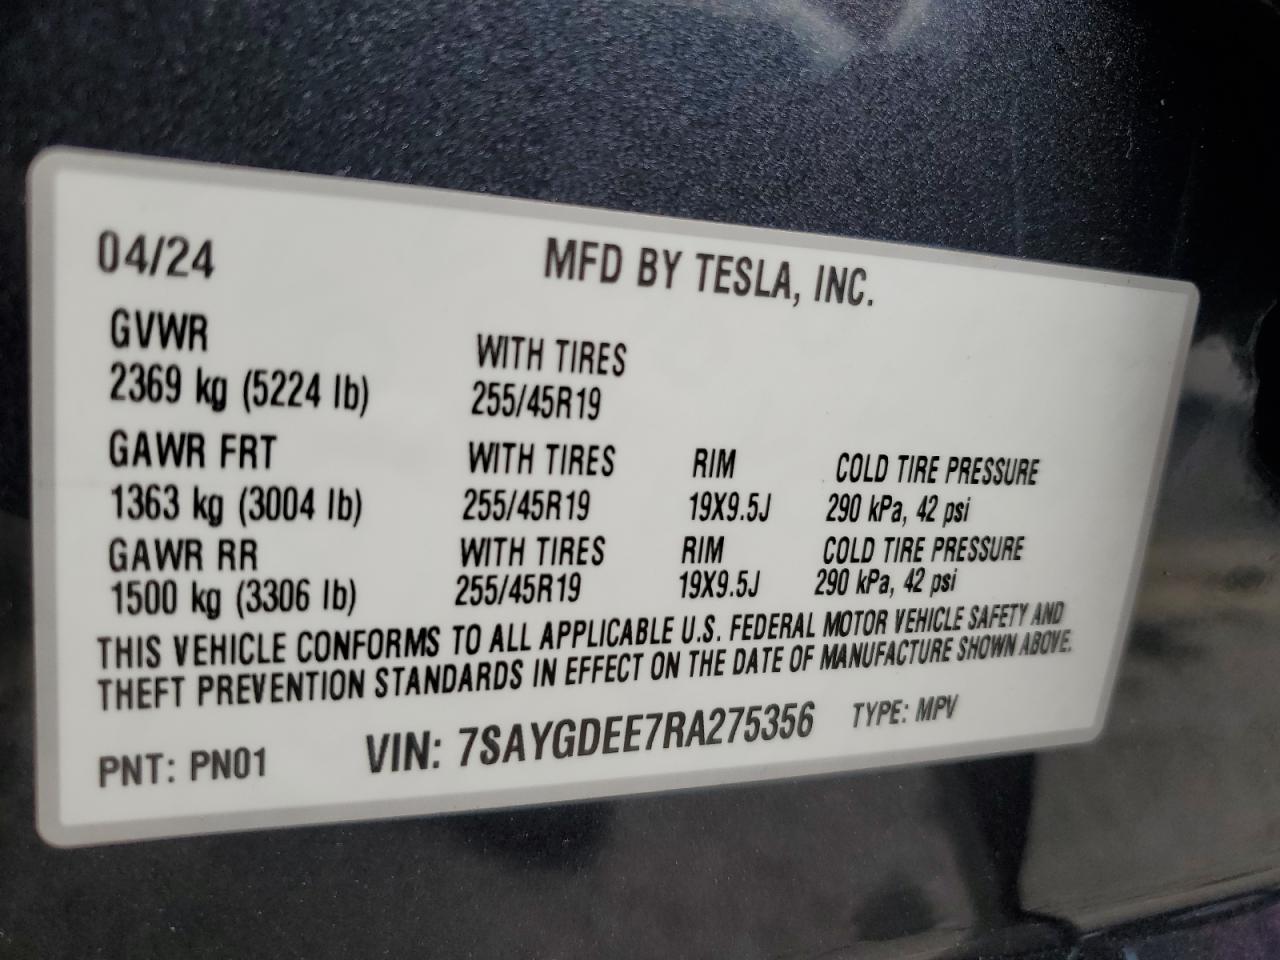 04/24 MFD BY TESLA, INC.
GVWR WITH TIRES
2369 kg (5224 lb) 255/45R19
GAWR FRT WITH TIRES RIM COLD TIRE PRESSURE
1363 kg (3004 lb) 255/45R19 19X9.5J 290 kPa, 42 psi
GAWR RR WITH TIRES RIM COLD TIRE PRESSURE
1500 kg (3306 lb) 255/45R19 19X9.5J 290 kPa, 42 psi
THIS VEHICLE CONFORMS TO ALL APPLICABLE U.S. FEDERAL MOTOR VEHICLE SAFETY AND
THEFT PREVENTION STANDARDS IN EFFECT ON THE DATE OF MANUFACTURE SHOWN ABOVE.
PNT: PN01 VIN: 7SAYGDEE7RA275356 TYPE: MPV